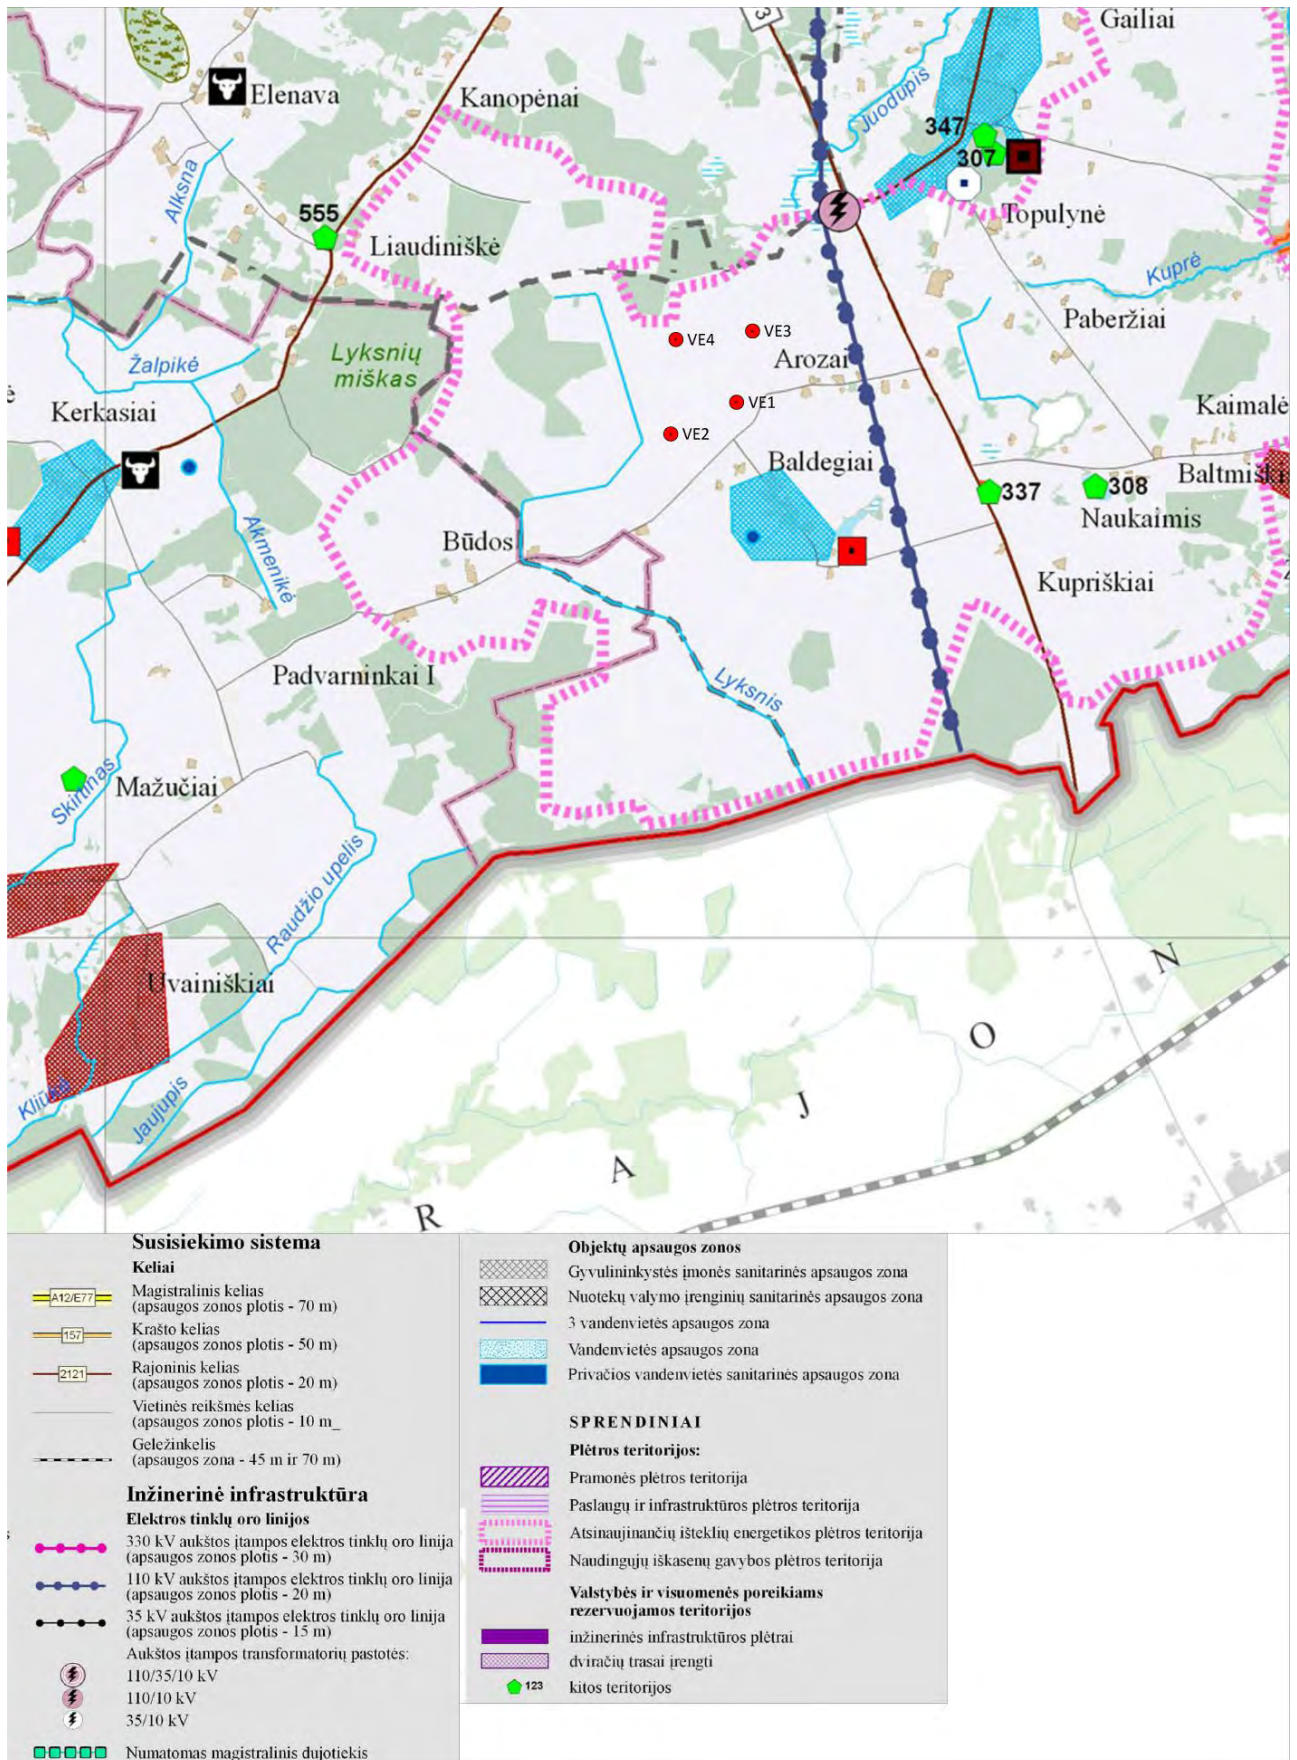 Gailiai
3
Elenava
Kanopėnai
Juodupis
347
307
Alksna
555
Liaudiniškė
Topulynė
Kuprė
Paberžiai
VE3
VE4
Arozai
Žalpikė
Lyksnių
miškas
ė
Kerkasiai
VE1
Kaimalė
VE2
Baldegiai
337
308
Baltmiški
Naukaimis
Akmenikė
Būdos
Kupriškiai
Padvarninkai I
Lyksnis
Mažučiai
Raudžio upelis
Uvainiškiai
Jaujupis
R A J O N
Susisiekimo sistema
Keliai
A12/E77
Magistralinis kelias
(apsaugos zonos plotis - 70 m)
157
Krašto kelias
(apsaugos zonos plotis - 50 m)
2121
Rajoninis kelias
(apsaugos zonos plotis - 20 m)
Vietinės reikšmės kelias
(apsaugos zonos plotis - 10 m_
Geležinkelis
(apsaugos zona - 45 m ir 70 m)
Inžinerinė infrastruktūra
Elektros tinklų oro linijos
330 kV aukštos įtampos elektros tinklų oro linija
(apsaugos zonos plotis - 30 m)
110 kV aukštos įtampos elektros tinklų oro linija
(apsaugos zonos plotis - 20 m)
35 kV aukštos įtampos elektros tinklų oro linija
(apsaugos zonos plotis - 15 m)
Aukštos įtampos transformatorių pastotės:
110/35/10 kV
110/10 kV
35/10 kV
Numatomas magistralinis dujotiekis
Objektų apsaugos zonos
Gyvulininkystės įmonės sanitarinės apsaugos zona
Nuotekų valymo įrenginių sanitarinės apsaugos zona
3 vandenvietės apsaugos zona
Vandenvietės apsaugos zona
Privačios vandenvietės sanitarinės apsaugos zona
SPRENDINIAI
Plėtros teritorijos:
Pramonės plėtros teritorija
Paslaugų ir infrastruktūros plėtros teritorija
Atsinaujinančių išteklių energetikos plėtros teritorija
Naudingųjų iškasenų gavybos plėtros teritorija
Valstybės ir visuomenės poreikiams
rezervuojamos teritorijos
inžinerinės infrastruktūros plėtrai
dviračių trasai įrengti
123
kitos teritorijos